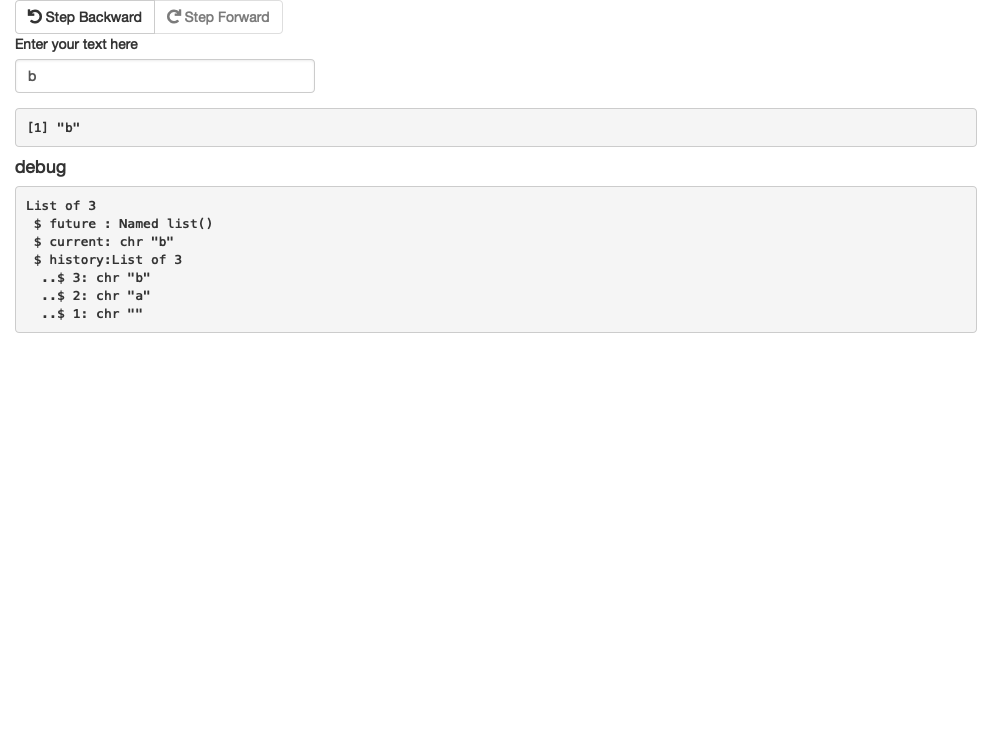 Step Backward Step Forward
Enter your text here
b
[1] "b"
debug
List of 3
 $ future : Named list()
 $ current: chr "b"
 $ history:List of 3
  ..$ 3: chr "b"
  ..$ 2: chr "a"
  ..$ 1: chr ""